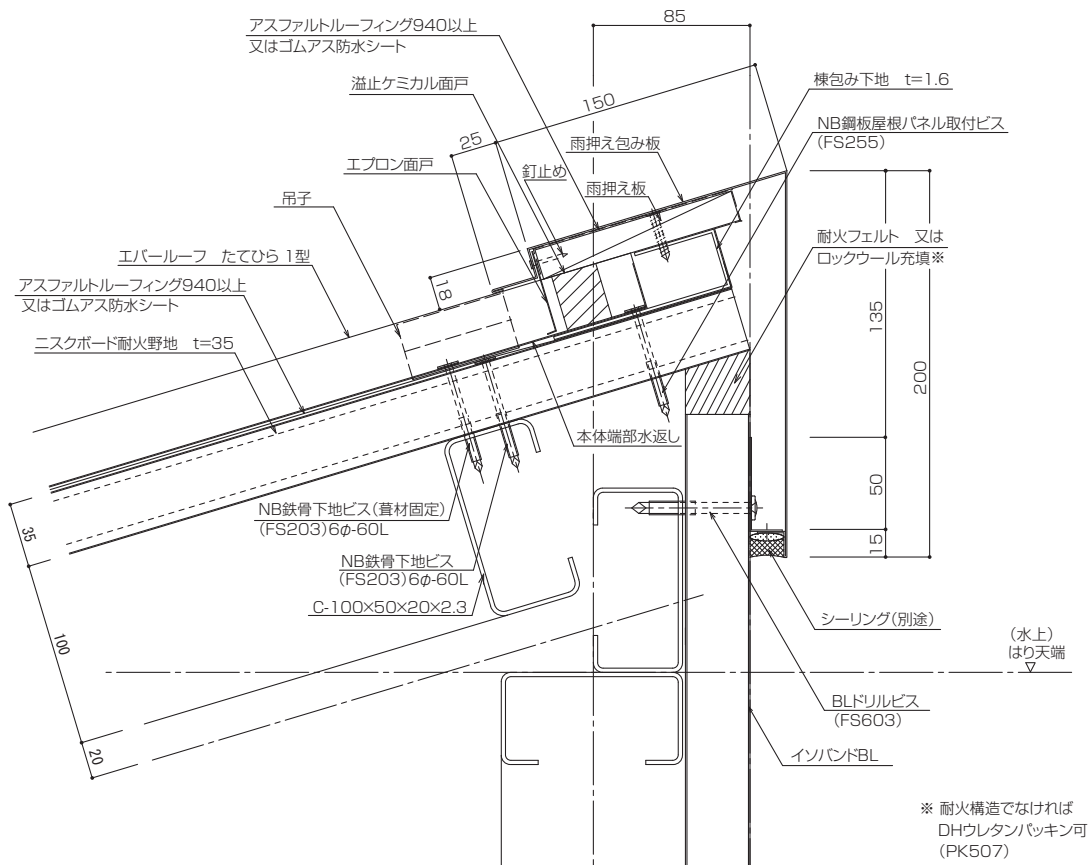 アスファルトルーフィング940以上
又はゴムアス防水シート
溢止ケミカル面戸
エプロン面戸
吊子
エバールーフ　たてひら 1型
アスファルトルーフィング940以上
又はゴムアス防水シート
ニスクボード耐火野地　t=35
85
150
25
18
釘止め
雨押え包み板
雨押え板
棟包み下地　t=1.6
NB鋼板屋根パネル取付ビス
(FS255)
耐火フェルト　又は
ロックウール充填※
135
200
50
15
本体端部水返し
NB鉄骨下地ビス(葺材固定)
(FS203)6φ-60L
NB鉄骨下地ビス
(FS203)6φ-60L
C-100×50×20×2.3
35
100
20
シーリング(別途)
(水上)
はり天端
BLドリルビス
(FS603)
イソバンドBL
※ 耐火構造でなければ
DHウレタンパッキン可
(PK507)